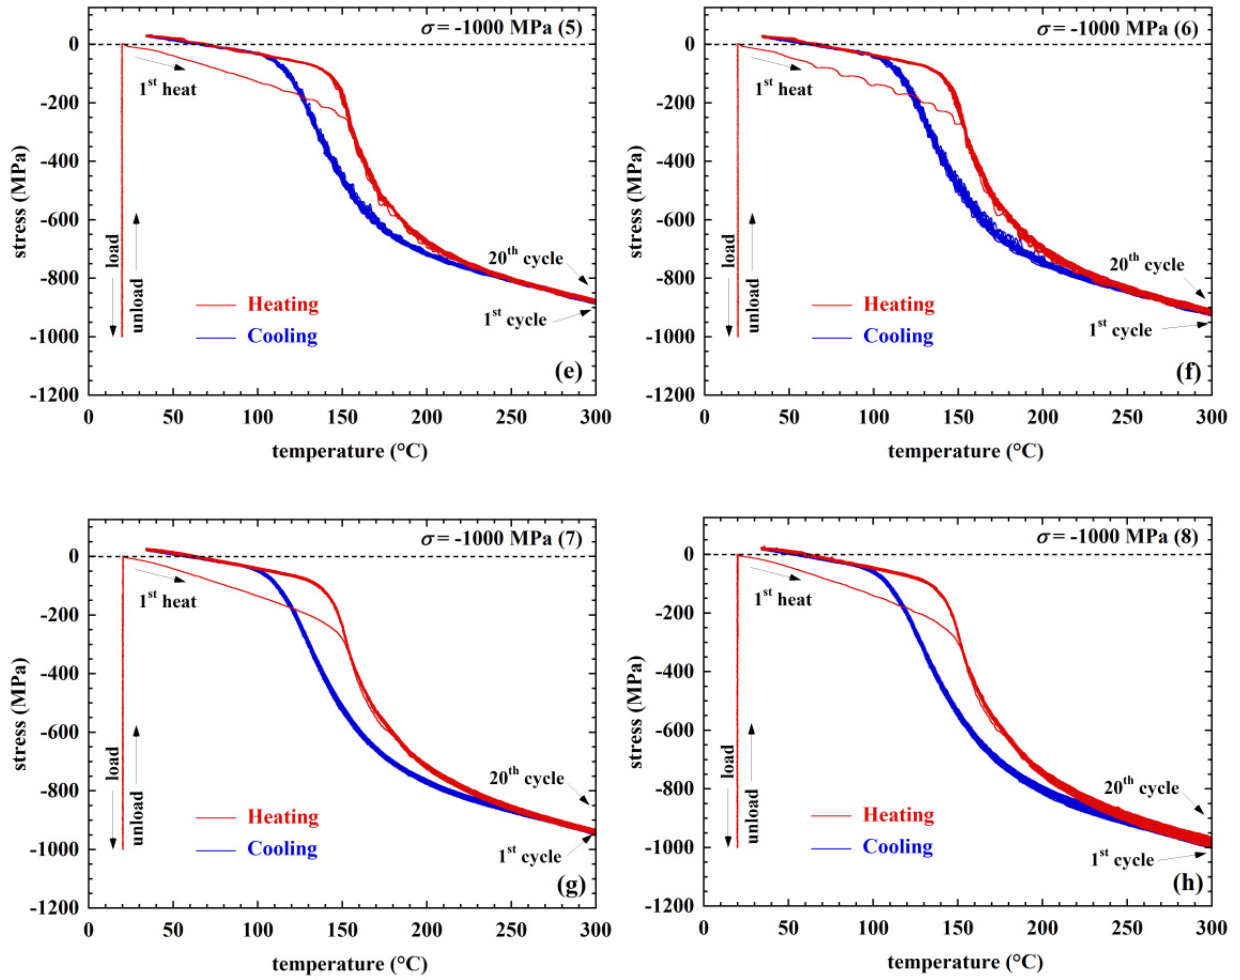 σ = -1000 MPa (5)
0
-200
-400
-600
-800
-1000
-1200
stress (MPa)
1st heat
load
unload
Heating
Cooling
20th cycle
1st cycle
(e)
0 50 100 150 200 250 300
temperature (°C)
σ = -1000 MPa (6)
0
-200
-400
-600
-800
-1000
-1200
stress (MPa)
1st heat
load
unload
Heating
Cooling
20th cycle
1st cycle
(f)
0 50 100 150 200 250 300
temperature (°C)
σ = -1000 MPa (7)
0
-200
-400
-600
-800
-1000
-1200
stress (MPa)
1st heat
load
unload
Heating
Cooling
20th cycle
1st cycle
(g)
0 50 100 150 200 250 300
temperature (°C)
σ = -1000 MPa (8)
0
-200
-400
-600
-800
-1000
-1200
stress (MPa)
1st heat
load
unload
Heating
Cooling
20th cycle
1st cycle
(h)
0 50 100 150 200 250 300
temperature (°C)